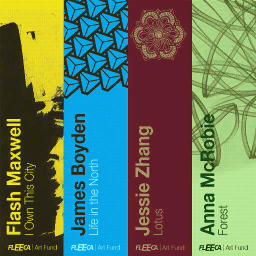 Flash Maxwell
I Own This City
FLEECA | Art Fund
James Boyden
Life in the North
FLEECA | Art Fund
Jessie Zhang
Lotus
FLEECA | Art Fund
Anna McRobie
Forest
FLEECA | Art Fund